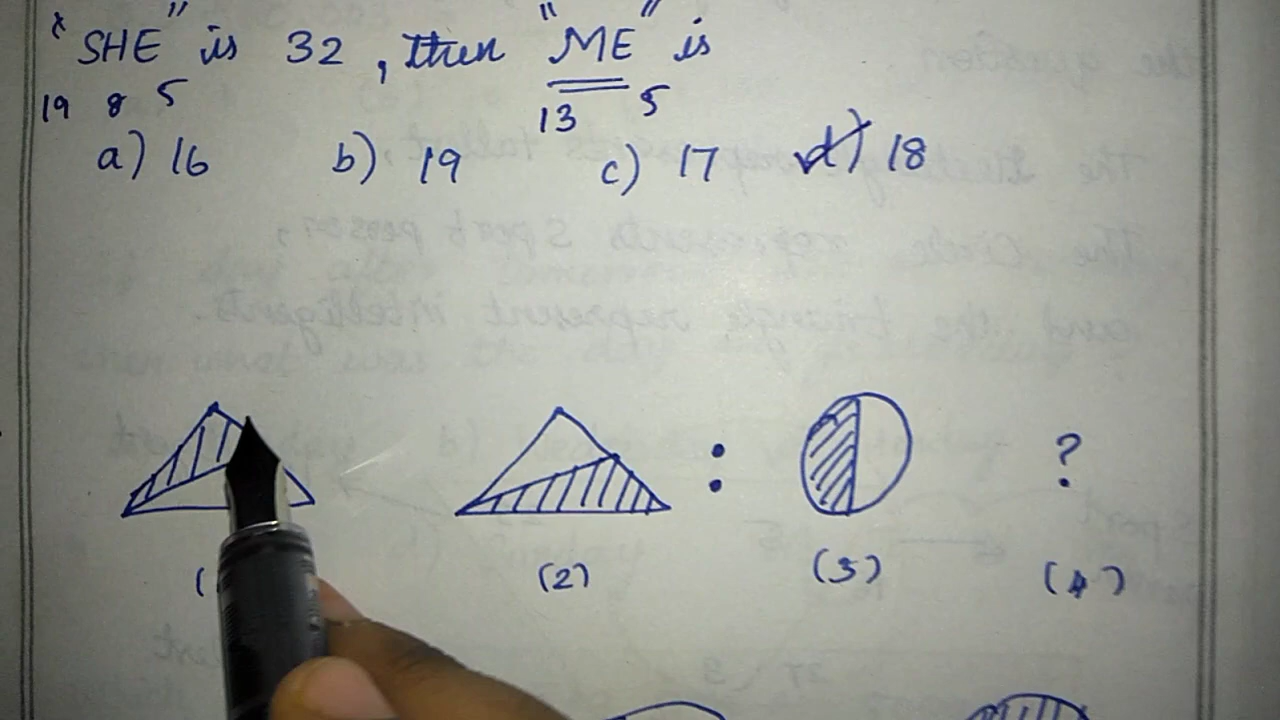 "SHE" is 32, then "ME" is
19 8 5 13 5
a) 16 b) 19 c) 17 d) 18
: ?
(2) (3) (4)